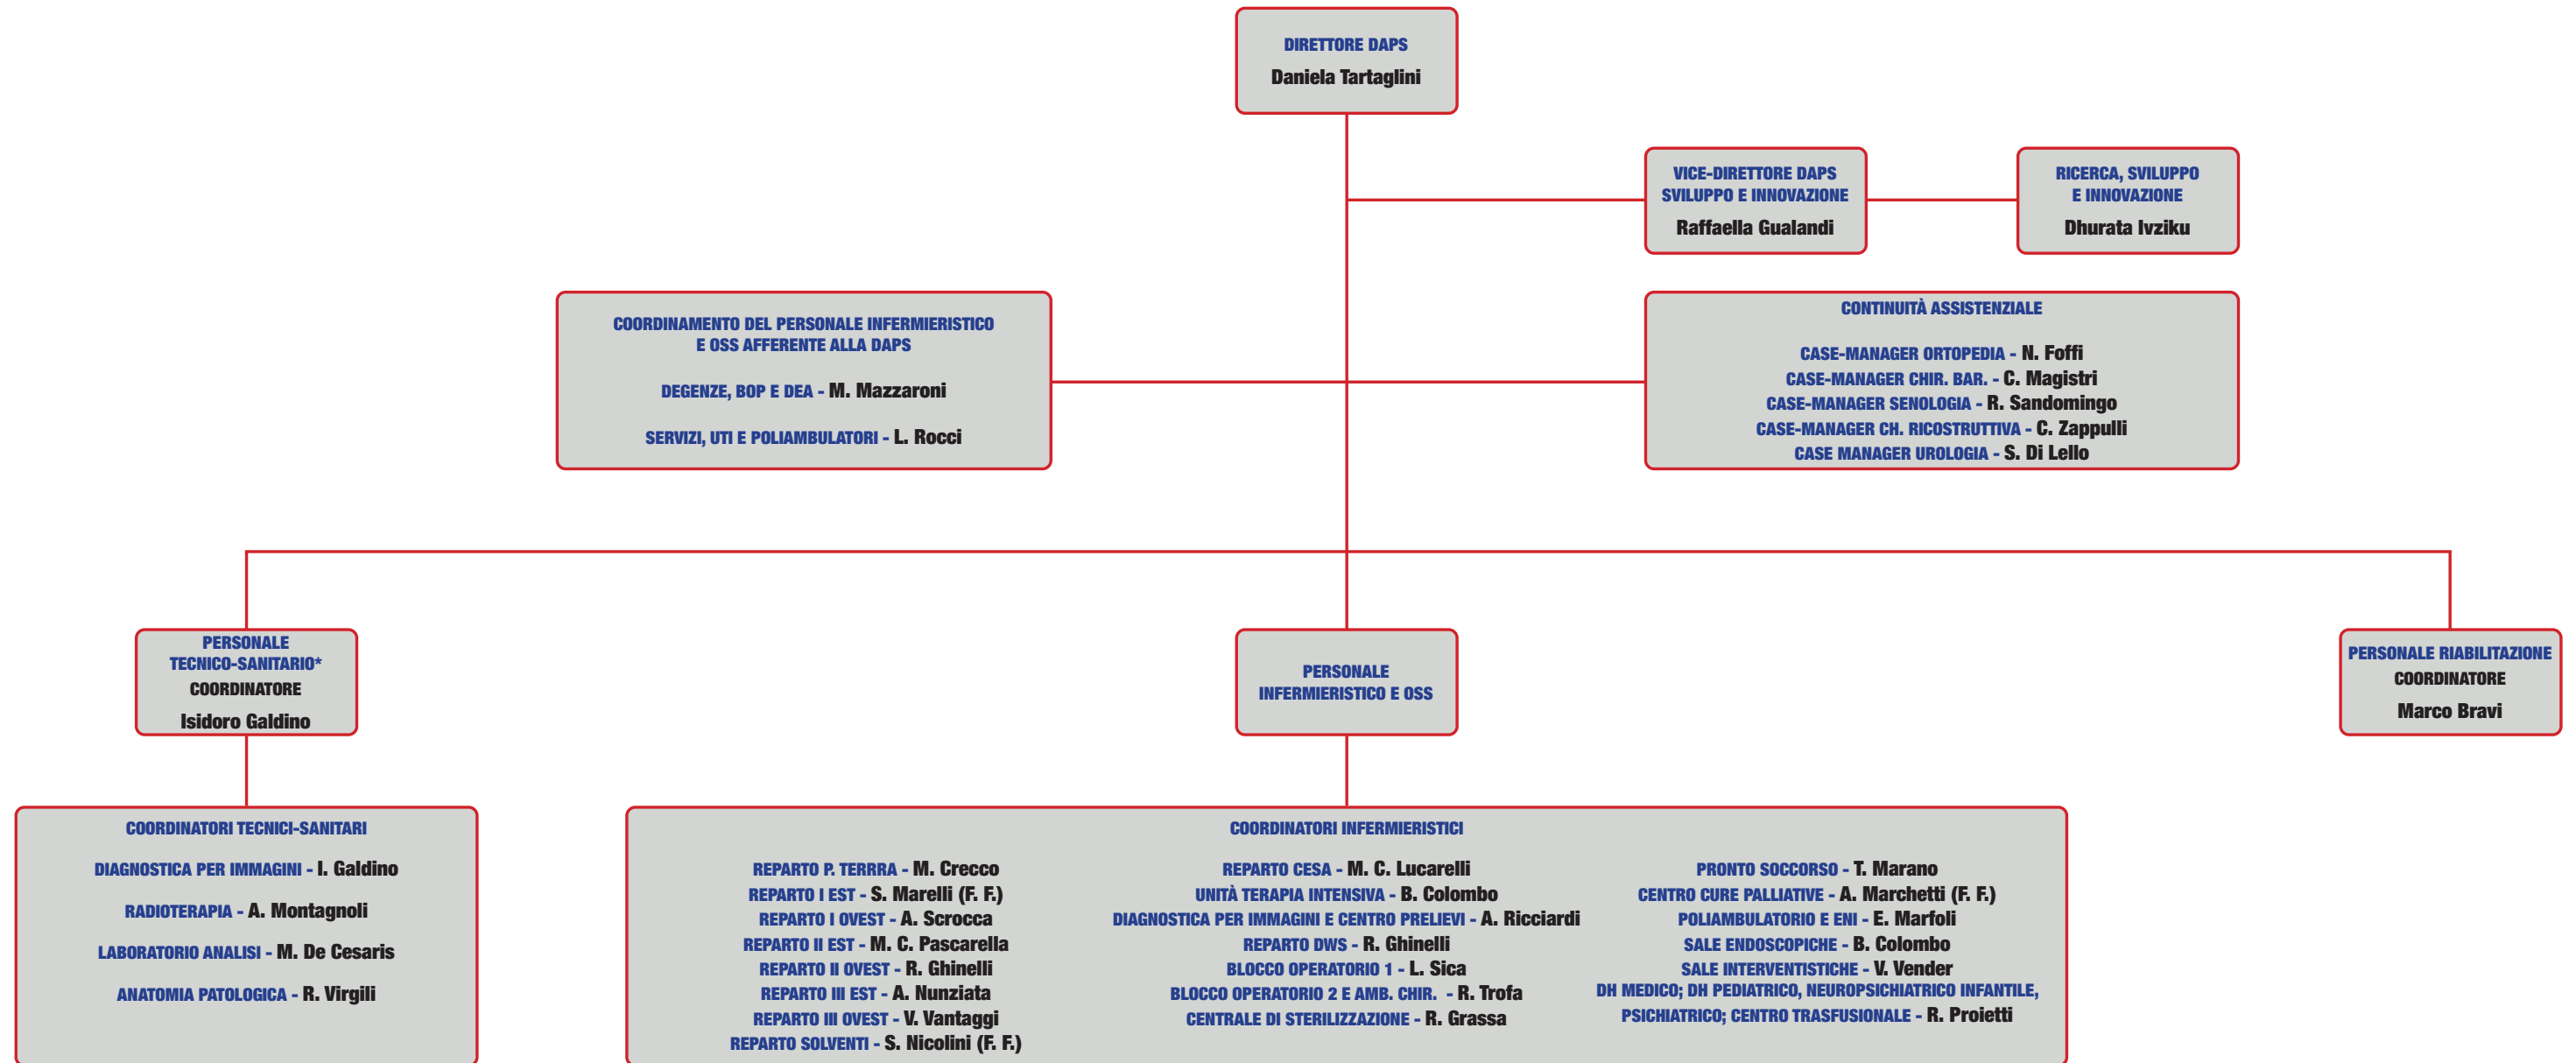 DIRETTORE DAPS
Daniela Tartaglini
VICE-DIRETTORE DAPS
SVILUPPO E INNOVAZIONE
Raffaella Gualandi
RICERCA, SVILUPPO
E INNOVAZIONE
Dhurata Ivziku
COORDINAMENTO DEL PERSONALE INFERMIERISTICO
E OSS AFFERENTE ALLA DAPS
DEGENZE, BOP E DEA - M. Mazzaroni
SERVIZI, UTI E POLIAMBULATORI - L. Rocci
CONTINUITÀ ASSISTENZIALE
CASE-MANAGER ORTOPEDIA - N. Foffi
CASE-MANAGER CHIR. BAR. - C. Magistri
CASE-MANAGER SENOLOGIA - R. Sandomingo
CASE-MANAGER CH. RICOSTRUTTIVA - C. Zappulli
CASE MANAGER UROLOGIA - S. Di Lello
PERSONALE
TECNICO-SANITARIO*
COORDINATORE
Isidoro Galdino
PERSONALE
INFERMIERISTICO E OSS
PERSONALE RIABILITAZIONE
COORDINATORE
Marco Bravi
COORDINATORI TECNICI-SANITARI
DIAGNOSTICA PER IMMAGINI - I. Galdino
RADIOTERAPIA - A. Montagnoli
LABORATORIO ANALISI - M. De Cesaris
ANATOMIA PATOLOGICA - R. Virgili
COORDINATORI INFERMIERISTICI
REPARTO P. TERRRA - M. Crecco
REPARTO I EST - S. Marelli (F. F.)
REPARTO I OVEST - A. Scrocca
REPARTO II EST - M. C. Pascarella
REPARTO II OVEST - R. Ghinelli
REPARTO III EST - A. Nunziata
REPARTO III OVEST - V. Vantaggi
REPARTO SOLVENTI - S. Nicolini (F. F.)
REPARTO CESA - M. C. Lucarelli
UNITÀ TERAPIA INTENSIVA - B. Colombo
DIAGNOSTICA PER IMMAGINI E CENTRO PRELIEVI - A. Ricciardi
REPARTO DWS - R. Ghinelli
BLOCCO OPERATORIO 1 - L. Sica
BLOCCO OPERATORIO 2 E AMB. CHIR. - R. Trofa
CENTRALE DI STERILIZZAZIONE - R. Grassa
PRONTO SOCCORSO - T. Marano
CENTRO CURE PALLIATIVE - A. Marchetti (F. F.)
POLIAMBULATORIO E ENI - E. Marfoli
SALE ENDOSCOPICHE - B. Colombo
SALE INTERVENTISTICHE - V. Vender
DH MEDICO; DH PEDIATRICO, NEUROPSICHIATRICO INFANTILE,
PSICHIATRICO; CENTRO TRASFUSIONALE - R. Proietti